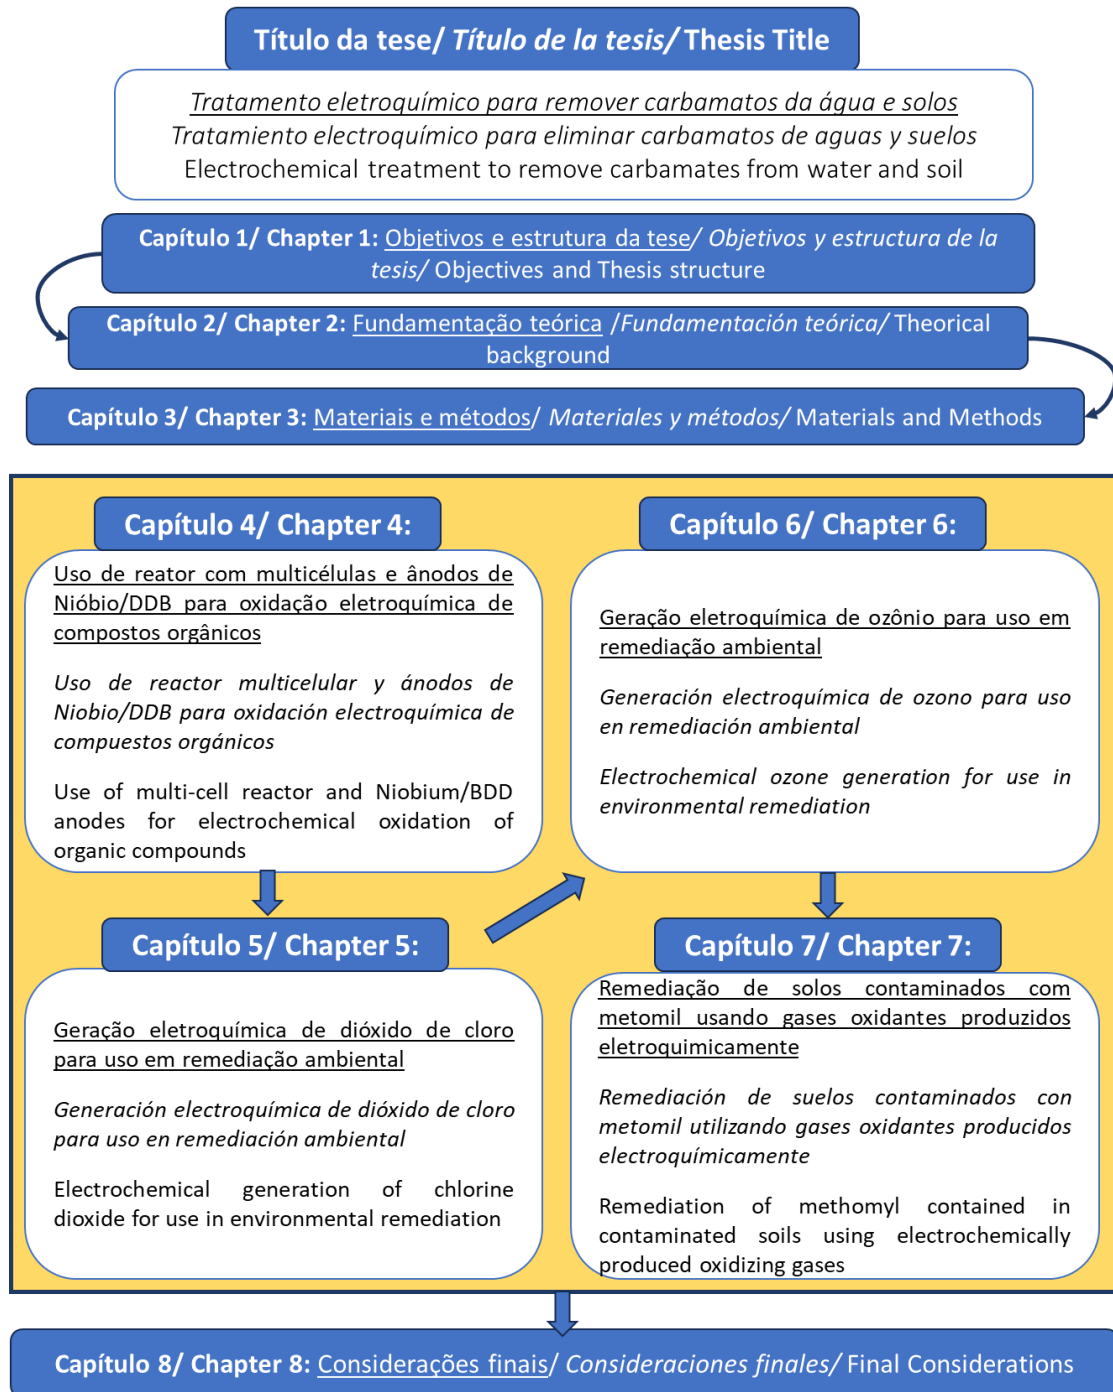 Título da tese/ Título de la tesis/ Thesis Title
Tratamento eletroquímico para remover carbamatos da água e solos
Tratamiento electroquímico para eliminar carbamatos de aguas y suelos
Electrochemical treatment to remove carbamates from water and soil
Capítulo 1/ Chapter 1: Objetivos e estrutura da tese/ Objetivos y estructura de la
tesis/ Objectives and Thesis structure
Capítulo 2/ Chapter 2: Fundamentação teórica /Fundamentación teórica/ Theorical
background
Capítulo 3/ Chapter 3: Materiais e métodos/ Materiales y métodos/ Materials and Methods
Capítulo 4/ Chapter 4:
Uso de reator com multicélulas e ânodos de
Nióbio/DDB para oxidação eletroquímica de
compostos orgânicos
Uso de reactor multicelular y ánodos de
Niobio/DDB para oxidación electroquímica de
compuestos orgánicos
Use of multi-cell reactor and Niobium/BDD
anodes for electrochemical oxidation of
organic compounds
Capítulo 5/ Chapter 5:
Geração eletroquímica de dióxido de cloro
para uso em remediação ambiental
Generación electroquímica de dióxido de cloro
para uso en remediación ambiental
Electrochemical generation of chlorine
dioxide for use in environmental remediation
Capítulo 6/ Chapter 6:
Geração eletroquímica de ozônio para uso em
remediação ambiental
Generación electroquímica de ozono para uso
en remediación ambiental
Electrochemical ozone generation for use in
environmental remediation
Capítulo 7/ Chapter 7:
Remediação de solos contaminados com
metomil usando gases oxidantes produzidos
eletroquimicamente
Remediación de suelos contaminados con
metomil utilizando gases oxidantes producidos
electroquímicamente
Remediation of methomyl contained in
contaminated soils using electrochemically
produced oxidizing gases
Capítulo 8/ Chapter 8: Considerações finais/ Consideraciones finales/ Final Considerations